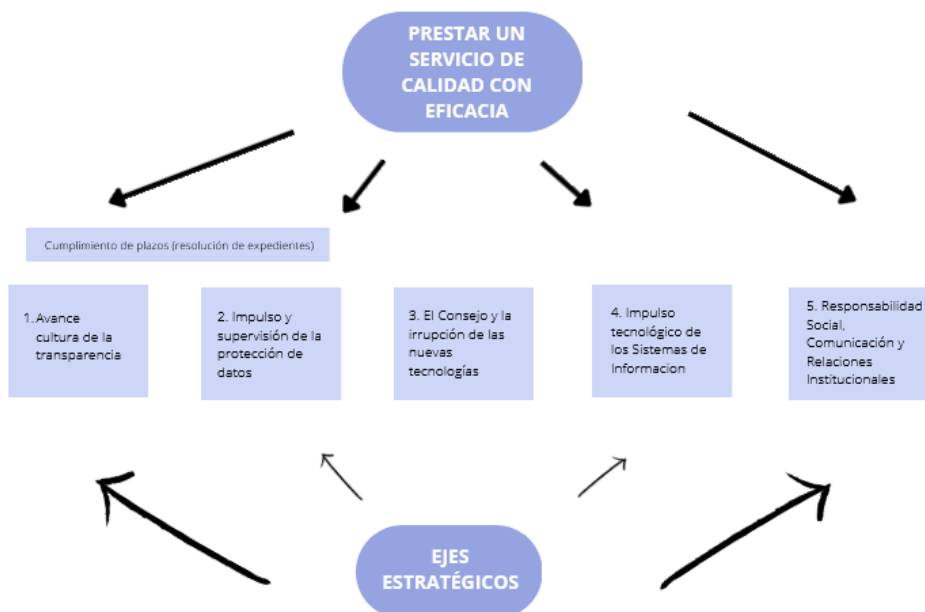 PRESTAR UN
SERVICIO DE
CALIDAD CON
EFICACIA
Cumplimiento de plazos (resolución de expedientes)
1. Avance
cultura de la
transparencia
2. Impulso y
supervisión de la
protección de
datos
3. El Consejo y la
irrupción de las
nuevas
tecnologías
4. Impulso
tecnológico de
los Sistemas de
Informacion
5. Responsabilidad
Social,
Comunicación y
Relaciones
Institucionales
EJES
ESTRATÉGICOS